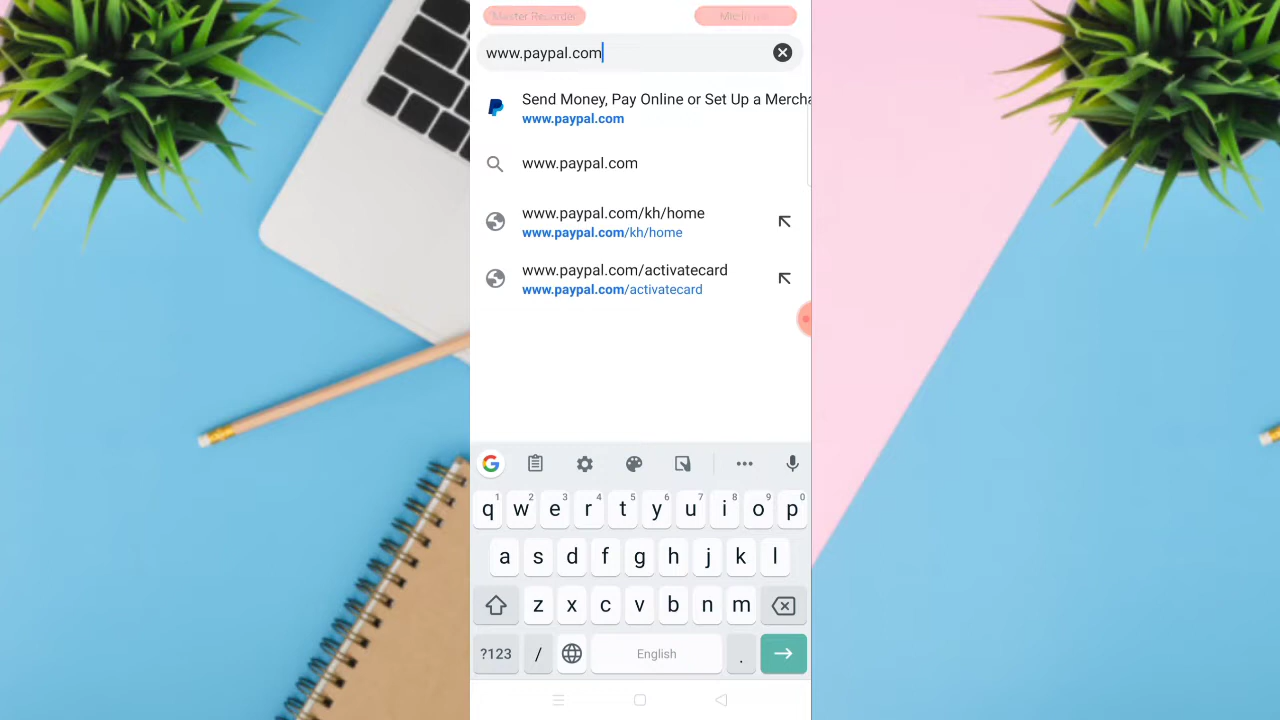 Master Recorder
www.paypal.com
Send Money, Pay Online or Set Up a Mercha
www.paypal.com
www.paypal.com
www.paypal.com/kh/home
www.paypal.com/kh/home
www.paypal.com/activatecard
www.paypal.com/activatecard
G
1 2 3 4 5 6 7 8 9 0
q w e r t y u i o p
a s d f g h j k l
z x c v b n m
?123 / English .